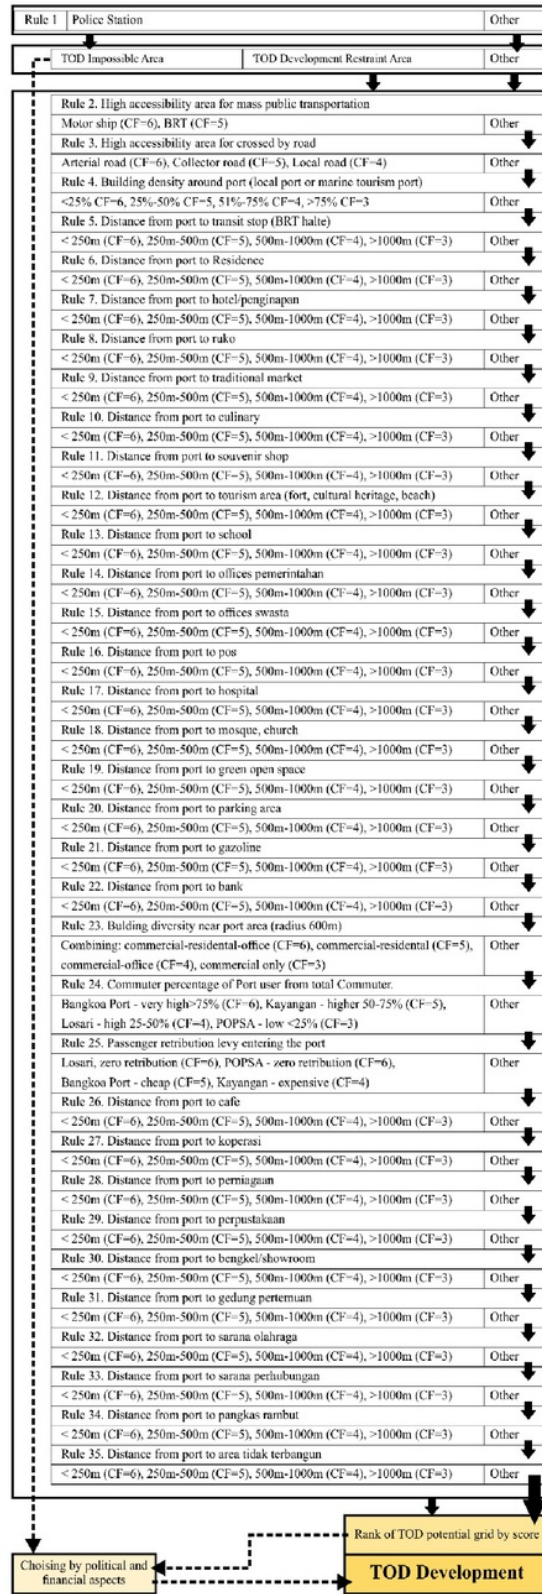 Rule 1 Police Station Other
TOD Impossible Area TOD Development Restraint Area Other
Rule 2. High accessibility area for mass public transportation
Motor ship (CF=6), BRT (CF=5) Other
Rule 3. High accessibility area for crossed by road
Arterial road (CF=6), Collector road (CF=5), Local road (CF=4) Other
Rule 4. Building density around port (local port or marine tourism port)
<25% CF=6, 25%-50% CF=5, 51%-75% CF=4, >75% CF=3 Other
Rule 5. Distance from port to transit stop (BRT halte)
< 250m (CF=6), 250m-500m (CF=5), 500m-1000m (CF=4), >1000m (CF=3) Other
Rule 6. Distance from port to Residence
< 250m (CF=6), 250m-500m (CF=5), 500m-1000m (CF=4), >1000m (CF=3) Other
Rule 7. Distance from port to hotel/penginapan
< 250m (CF=6), 250m-500m (CF=5), 500m-1000m (CF=4), >1000m (CF=3) Other
Rule 8. Distance from port to ruko
< 250m (CF=6), 250m-500m (CF=5), 500m-1000m (CF=4), >1000m (CF=3) Other
Rule 9. Distance from port to traditional market
< 250m (CF=6), 250m-500m (CF=5), 500m-1000m (CF=4), >1000m (CF=3) Other
Rule 10. Distance from port to culinary
< 250m (CF=6), 250m-500m (CF=5), 500m-1000m (CF=4), >1000m (CF=3) Other
Rule 11. Distance from port to souvenir shop
< 250m (CF=6), 250m-500m (CF=5), 500m-1000m (CF=4), >1000m (CF=3) Other
Rule 12. Distance from port to tourism area (fort, cultural heritage, beach)
< 250m (CF=6), 250m-500m (CF=5), 500m-1000m (CF=4), >1000m (CF=3) Other
Rule 13. Distance from port to school
< 250m (CF=6), 250m-500m (CF=5), 500m-1000m (CF=4), >1000m (CF=3) Other
Rule 14. Distance from port to offices pemerintahan
< 250m (CF=6), 250m-500m (CF=5), 500m-1000m (CF=4), >1000m (CF=3) Other
Rule 15. Distance from port to offices swasta
< 250m (CF=6), 250m-500m (CF=5), 500m-1000m (CF=4), >1000m (CF=3) Other
Rule 16. Distance from port to pos
< 250m (CF=6), 250m-500m (CF=5), 500m-1000m (CF=4), >1000m (CF=3) Other
Rule 17. Distance from port to hospital
< 250m (CF=6), 250m-500m (CF=5), 500m-1000m (CF=4), >1000m (CF=3) Other
Rule 18. Distance from port to mosque, church
< 250m (CF=6), 250m-500m (CF=5), 500m-1000m (CF=4), >1000m (CF=3) Other
Rule 19. Distance from port to green open space
< 250m (CF=6), 250m-500m (CF=5), 500m-1000m (CF=4), >1000m (CF=3) Other
Rule 20. Distance from port to parking area
< 250m (CF=6), 250m-500m (CF=5), 500m-1000m (CF=4), >1000m (CF=3) Other
Rule 21. Distance from port to gazoline
< 250m (CF=6), 250m-500m (CF=5), 500m-1000m (CF=4), >1000m (CF=3) Other
Rule 22. Distance from port to bank
< 250m (CF=6), 250m-500m (CF=5), 500m-1000m (CF=4), >1000m (CF=3) Other
Rule 23. Bulding diversity near port area (radius 600m)
Combining: commercial-residental-office (CF=6), commercial-residental (CF=5), Other
commercial-office (CF=4), commercial only (CF=3)
Rule 24. Commuter percentage of Port user from total Commuter.
Bangkoa Port - very high>75% (CF=6), Kayangan - higher 50-75% (CF=5), Other
Losari - high 25-50% (CF=4), POPSA - low <25% (CF=3)
Rule 25. Passenger retribution levy entering the port
Losari, zero retribution (CF=6), POPSA - zero retribution (CF=6), Other
Bangkoa Port - cheap (CF=5), Kayangan - expensive (CF=4)
Rule 26. Distance from port to cafe
< 250m (CF=6), 250m-500m (CF=5), 500m-1000m (CF=4), >1000m (CF=3) Other
Rule 27. Distance from port to koperasi
< 250m (CF=6), 250m-500m (CF=5), 500m-1000m (CF=4), >1000m (CF=3) Other
Rule 28. Distance from port to perniagaan
< 250m (CF=6), 250m-500m (CF=5), 500m-1000m (CF=4), >1000m (CF=3) Other
Rule 29. Distance from port to perpustakaan
< 250m (CF=6), 250m-500m (CF=5), 500m-1000m (CF=4), >1000m (CF=3) Other
Rule 30. Distance from port to bengkel/showroom
< 250m (CF=6), 250m-500m (CF=5), 500m-1000m (CF=4), >1000m (CF=3) Other
Rule 31. Distance from port to gedung pertemuan
< 250m (CF=6), 250m-500m (CF=5), 500m-1000m (CF=4), >1000m (CF=3) Other
Rule 32. Distance from port to sarana olahraga
< 250m (CF=6), 250m-500m (CF=5), 500m-1000m (CF=4), >1000m (CF=3) Other
Rule 33. Distance from port to sarana perhubungan
< 250m (CF=6), 250m-500m (CF=5), 500m-1000m (CF=4), >1000m (CF=3) Other
Rule 34. Distance from port to pangkas rambut
< 250m (CF=6), 250m-500m (CF=5), 500m-1000m (CF=4), >1000m (CF=3) Other
Rule 35. Distance from port to area tidak terbangun
< 250m (CF=6), 250m-500m (CF=5), 500m-1000m (CF=4), >1000m (CF=3) Other
Rank of TOD potential grid by score
Choising by political and
financial aspects
TOD Development